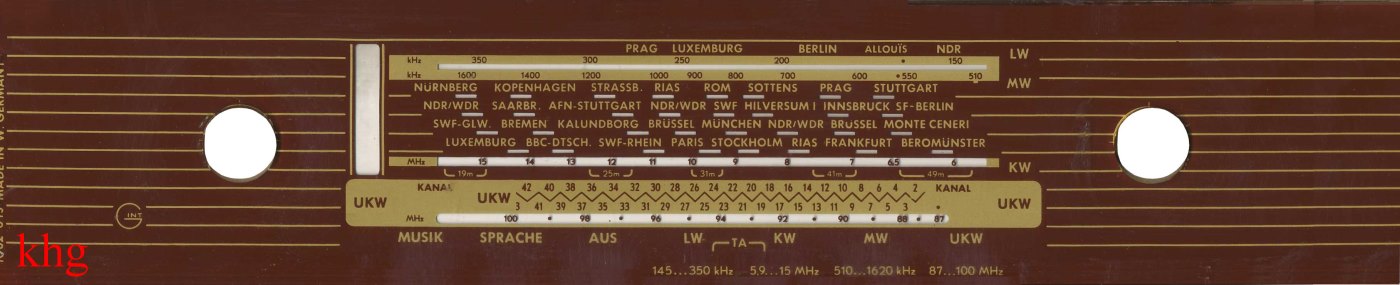 PRAG LUXEMBURG BERLIN ALLOUÏS NDR
LW
kHz 350 300 250 200 150
kHz 1600 1400 1200 1000 900 800 700 600 550 510
MW
NÜRNBERG KOPENHAGEN STRASSB. RIAS ROM SOTTENS PRAG STUTTGART
NDR/WDR SAARBR. AFN-STUTTGART NDR/WDR SWF HILVERSUM I INNSBRUCK SF-BERLIN
SWF-GLW. BREMEN KALUNDBORG BRÜSSEL MÜNCHEN NDR/WDR BRÜSSEL MONTE CENERI
LUXEMBURG BBC-DTSCH. SWF-RHEIN PARIS STOCKHOLM RIAS FRANKFURT BEROMÜNSTER
MHz 15 14 13 12 11 10 9 8 7 6.5 6
KW
19m 25m 31m 41m 49m
KANAL UKW 42 40 38 36 34 32 30 28 26 24 22 20 18 16 14 12 10 8 6 4 2 KANAL
UKW UKW
3 41 39 37 35 33 31 29 27 25 23 21 19 17 15 13 11 9 7 5 3
MHz 100 98 96 94 92 90 88 87
MUSIK SPRACHE AUS LW TA KW MW UKW
145...350 kHz 5,9...15 MHz 510...1620 kHz 87...100 MHz
MADE IN W. GERMANY
INT
khg